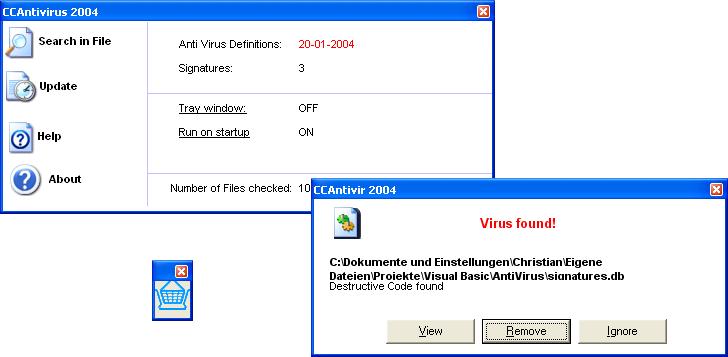 CCAntivirus 2004
Search in File
Update
Help
About
Anti Virus Definitions: 20-01-2004
Signatures: 3
Tray window: OFF
Run on startup ON
Number of Files checked: 10
CCAntivir 2004
Virus found!
C:\Dokumente und Einstellungen\Christian\Eigene
Dateien\Projekte\Visual Basic\AntiVirus\signatures.db
Destructive Code found
View
Remove
Ignore